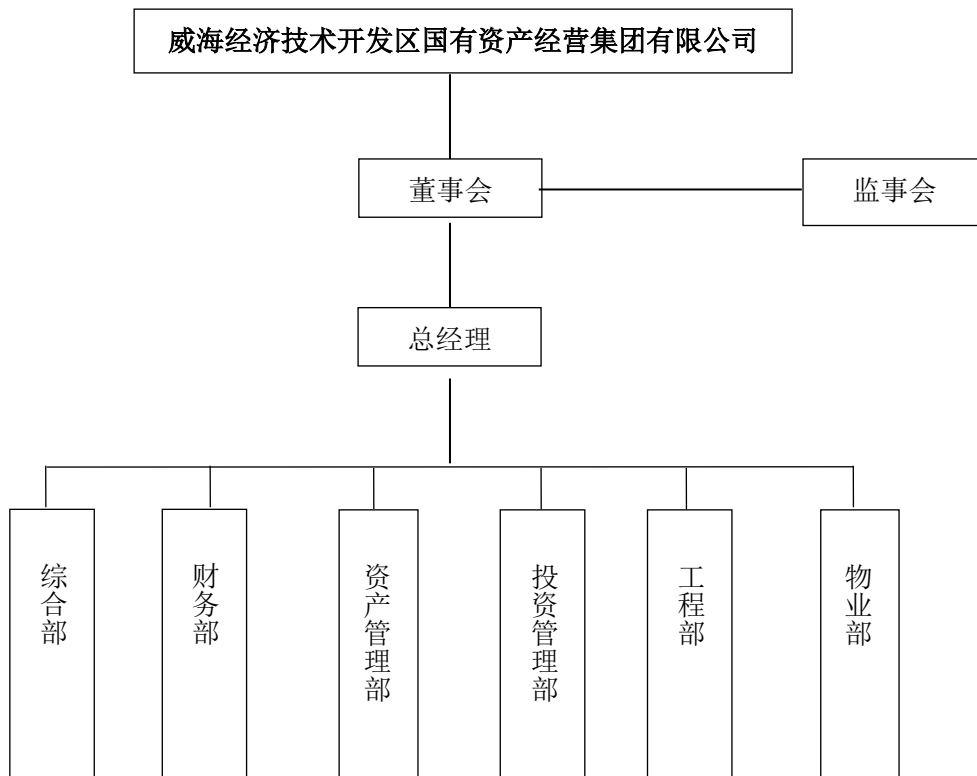 威海经济技术开发区国有资产经营集团有限公司
董事会
监事会
总经理
综合部
财务部
资产管理部
投资管理部
工程部
物业部